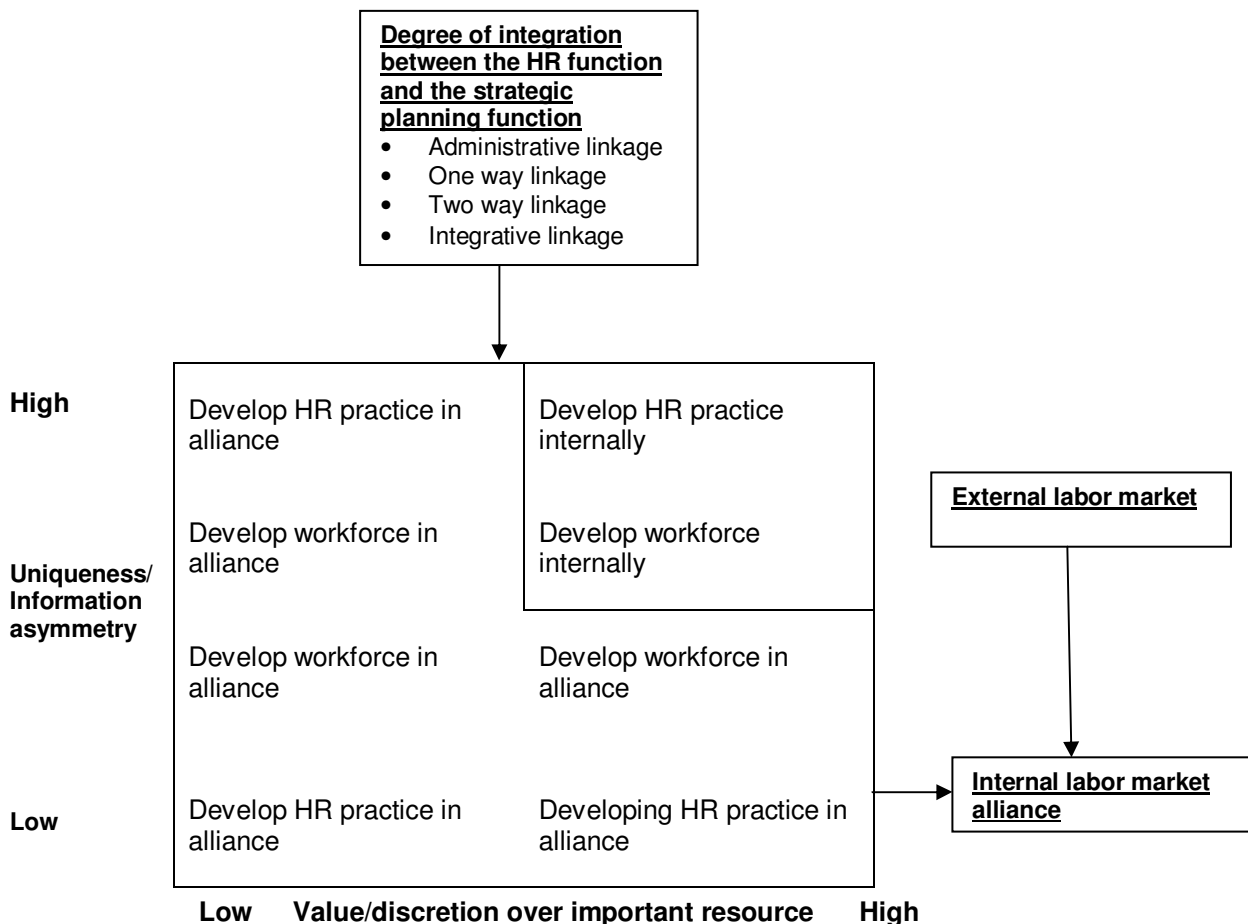 Degree of integration
between the HR function
and the strategic
planning function
• Administrative linkage
• One way linkage
• Two way linkage
• Integrative linkage
High
Develop HR practice in
alliance
Develop HR practice
internally
External labor market
Uniqueness/
Information
asymmetry
Develop workforce in
alliance
Develop workforce
internally
Develop workforce in
alliance
Develop workforce in
alliance
Internal labor market
alliance
Low
Develop HR practice in
alliance
Developing HR practice in
alliance
Low Value/discretion over important resource High